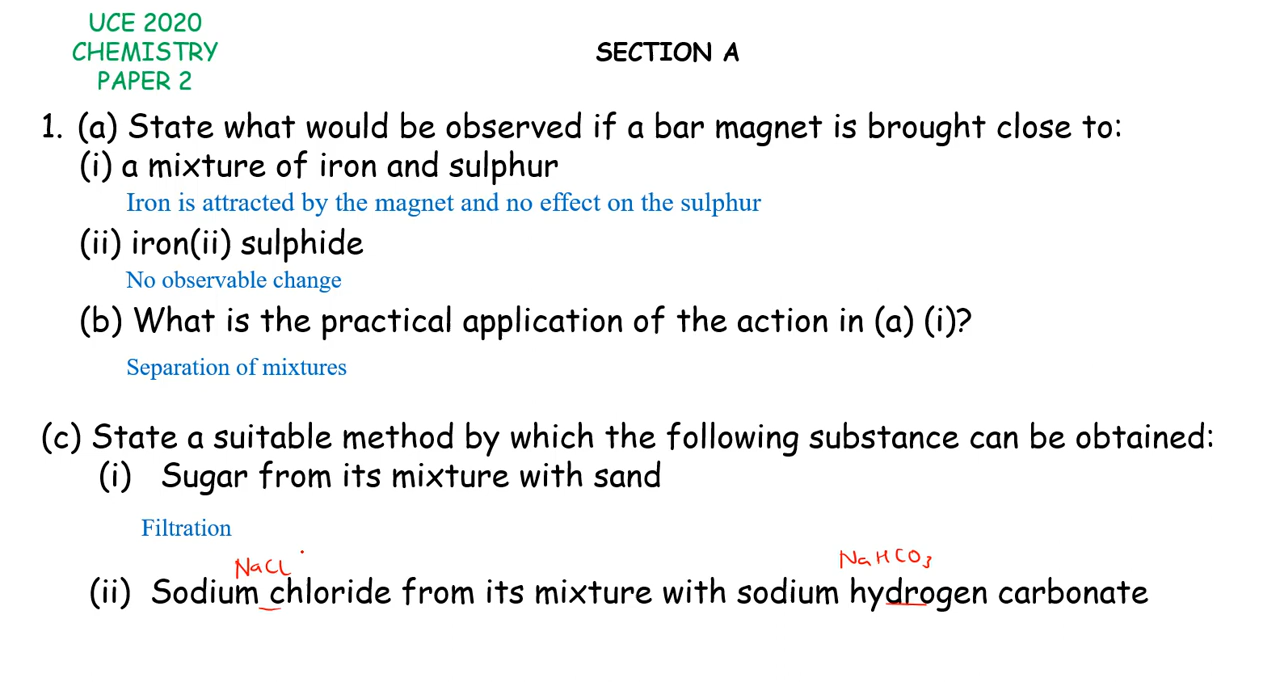 UCE 2020
CHEMISTRY
PAPER 2
SECTION A
1. (a) State what would be observed if a bar magnet is brought close to:
(i) a mixture of iron and sulphur
Iron is attracted by the magnet and no effect on the sulphur
(ii) iron(ii) sulphide
No observable change
(b) What is the practical application of the action in (a) (i)?
Separation of mixtures
(c) State a suitable method by which the following substance can be obtained:
(i) Sugar from its mixture with sand
Filtration
NaCl NaHCO3
(ii) Sodium chloride from its mixture with sodium hydrogen carbonate